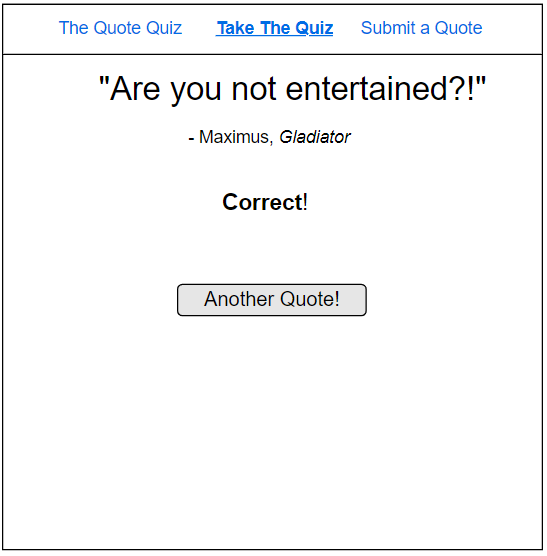 The Quote Quiz Take The Quiz Submit a Quote
"Are you not entertained?!"
- Maximus, Gladiator
Correct!
Another Quote!